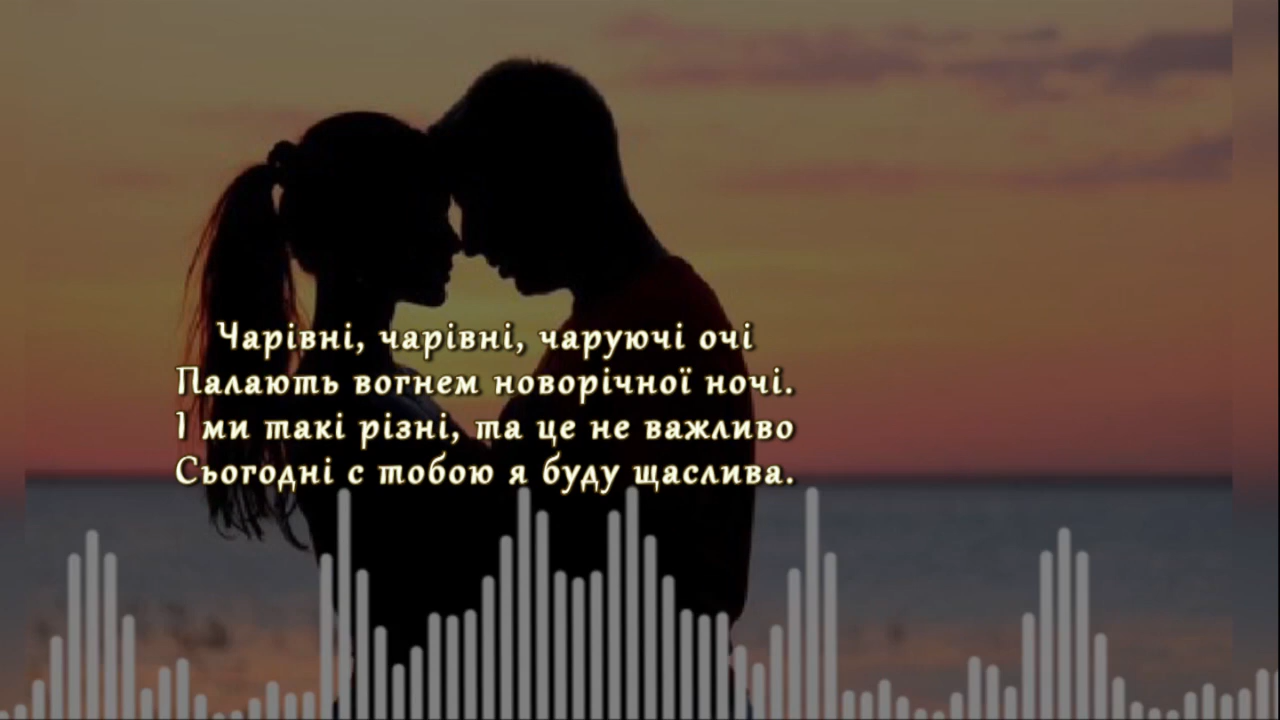 Чарівні, чарівні, чаруючі очі
Палають вогнем новорічної ночі.
І ми такі різні, та це не важливо
Сьогодні с тобою я буду щаслива.